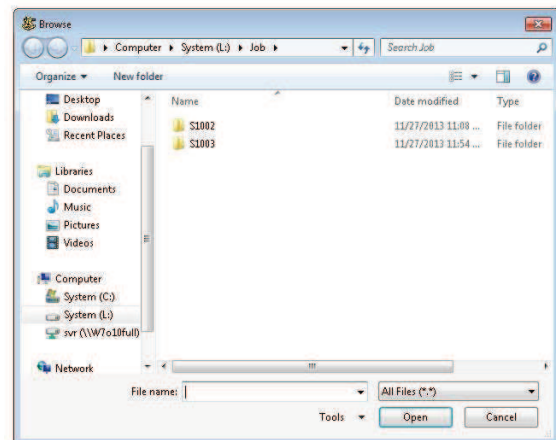 Browse
Computer ▸ System (L:) ▸ Job ▸
Search Job
Organize ▾ New folder
Desktop
Downloads
Recent Places
Libraries
Documents
Music
Pictures
Videos
Computer
System (C:)
System (L:)
svr (\\W7o10full)
Network
Name Date modified Type
S1002 11/27/2013 11:08 ... File folder
S1003 11/27/2013 11:54 ... File folder
File name:
All Files (*.*)
Tools
Open
Cancel